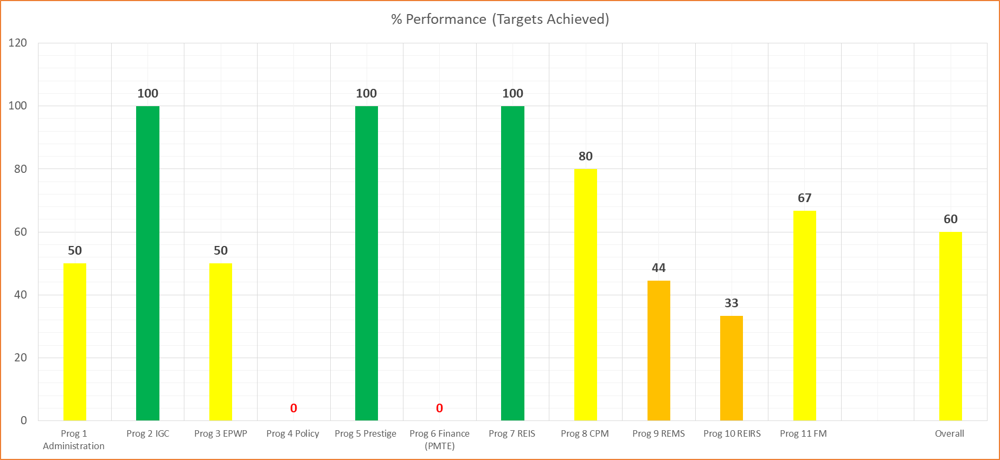 % Performance (Targets Achieved)
120
100
80
60
40
20
0
50
100
50
0
100
0
100
80
44
33
67
60
Prog 1
Administration
Prog 2 IGC
Prog 3 EPWP
Prog 4 Policy
Prog 5 Prestige
Prog 6 Finance
(PMTE)
Prog 7 REIS
Prog 8 CPM
Prog 9 REMS
Prog 10 REIRS
Prog 11 FM
Overall